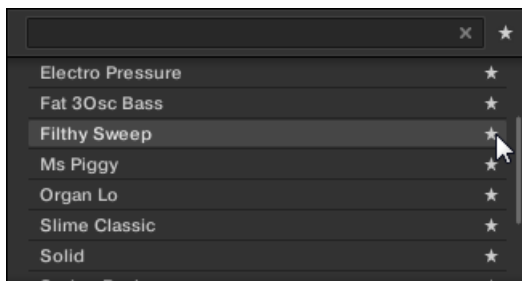 Electro Pressure
Fat 3Osc Bass
Filthy Sweep
Ms Piggy
Organ Lo
Slime Classic
Solid